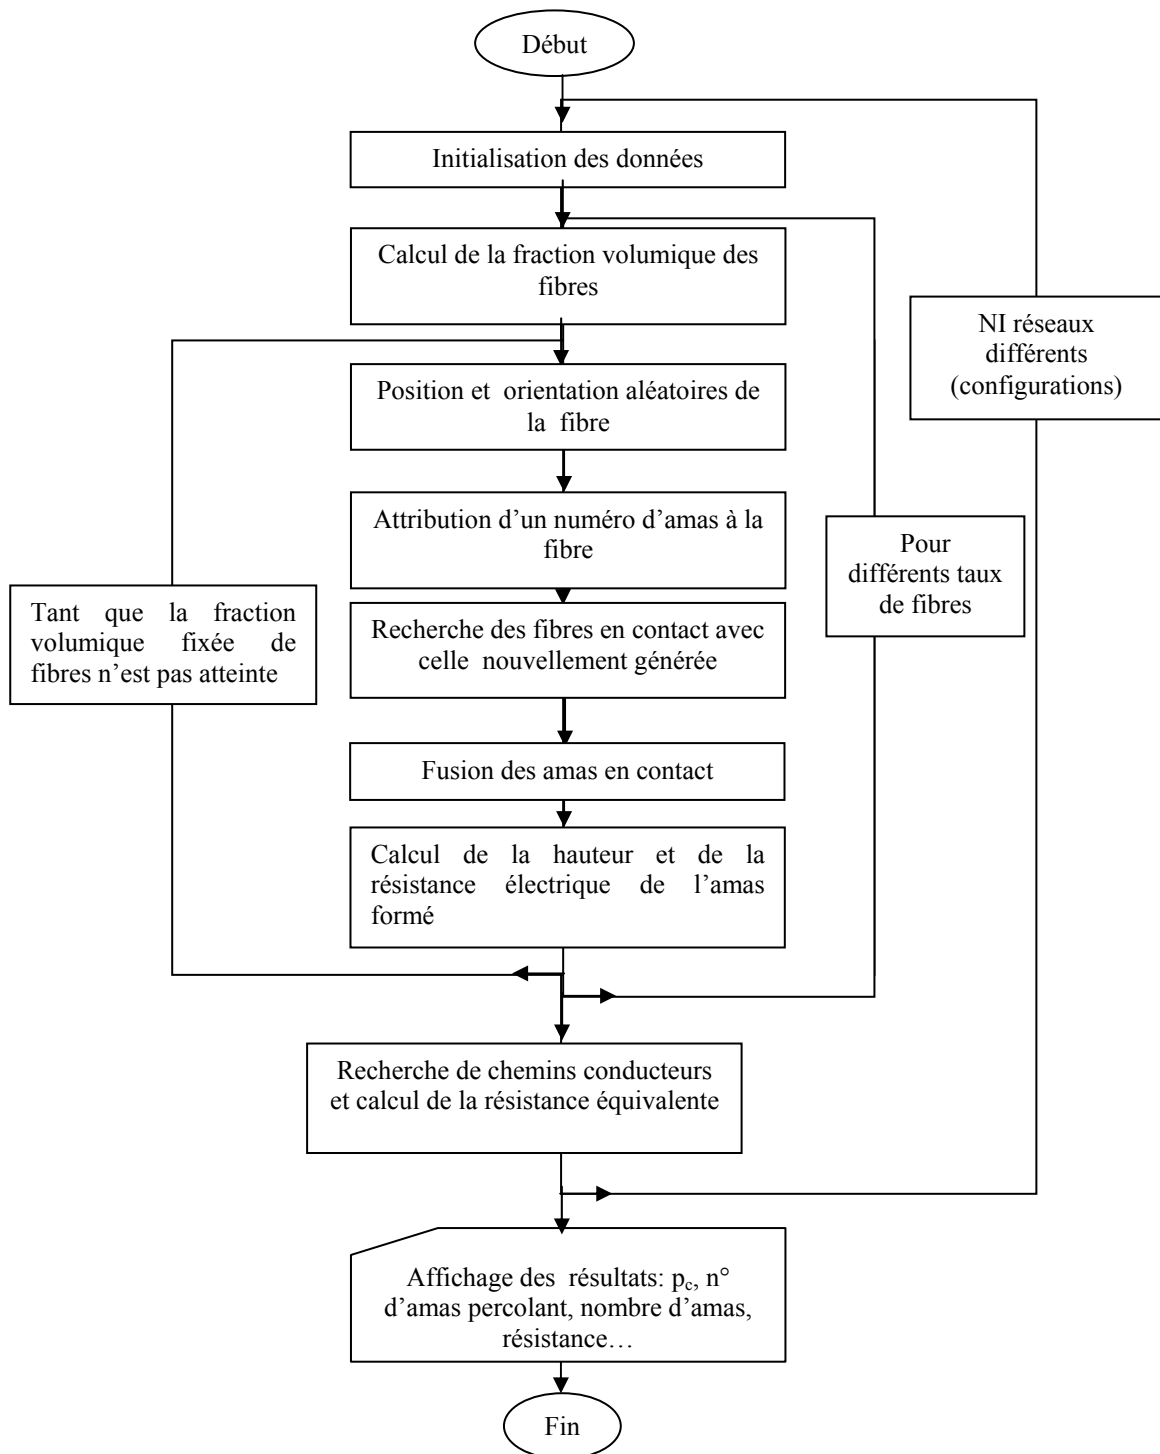 Début
Initialisation des données
Calcul de la fraction volumique des
fibres
NI réseaux
différents
(configurations)
Position et orientation aléatoires de
la fibre
Attribution d’un numéro d’amas à la
fibre
Pour
différents taux
de fibres
Tant que la fraction
volumique fixée de
fibres n’est pas atteinte
Recherche des fibres en contact avec
celle nouvellement générée
Fusion des amas en contact
Calcul de la hauteur et de la
résistance électrique de l’amas
formé
Recherche de chemins conducteurs
et calcul de la résistance équivalente
Affichage des résultats: pc, n°
d’amas percolant, nombre d’amas,
résistance…
Fin